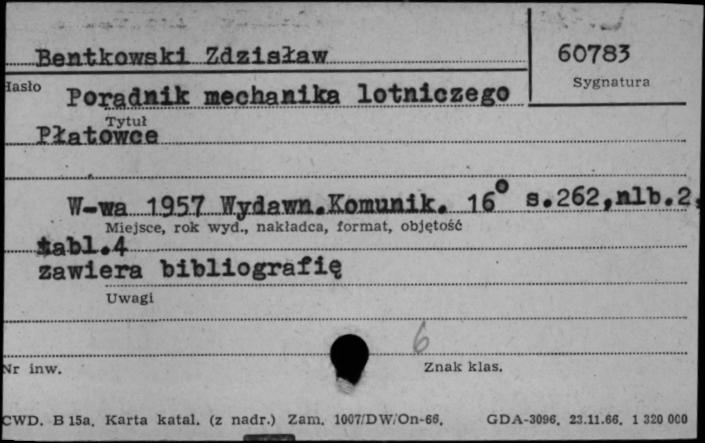 Bentkowski Zdzisław
60783
Hasło
Sygnatura
Poradnik mechanika lotniczego
Tytuł
Płatowce
W-wa 1957 Wydawn.Komunik. 16° s.262,nlb.2,
Miejsce, rok wyd., nakładca, format, objętość
tabl.4
zawiera bibliografię
Uwagi
6
Nr inw.
Znak klas.
CWD. B 15a. Karta katal. (z nadr.) Zam. 1007/DW/On-66. GDA-3096. 23.11.66. 1 320 000